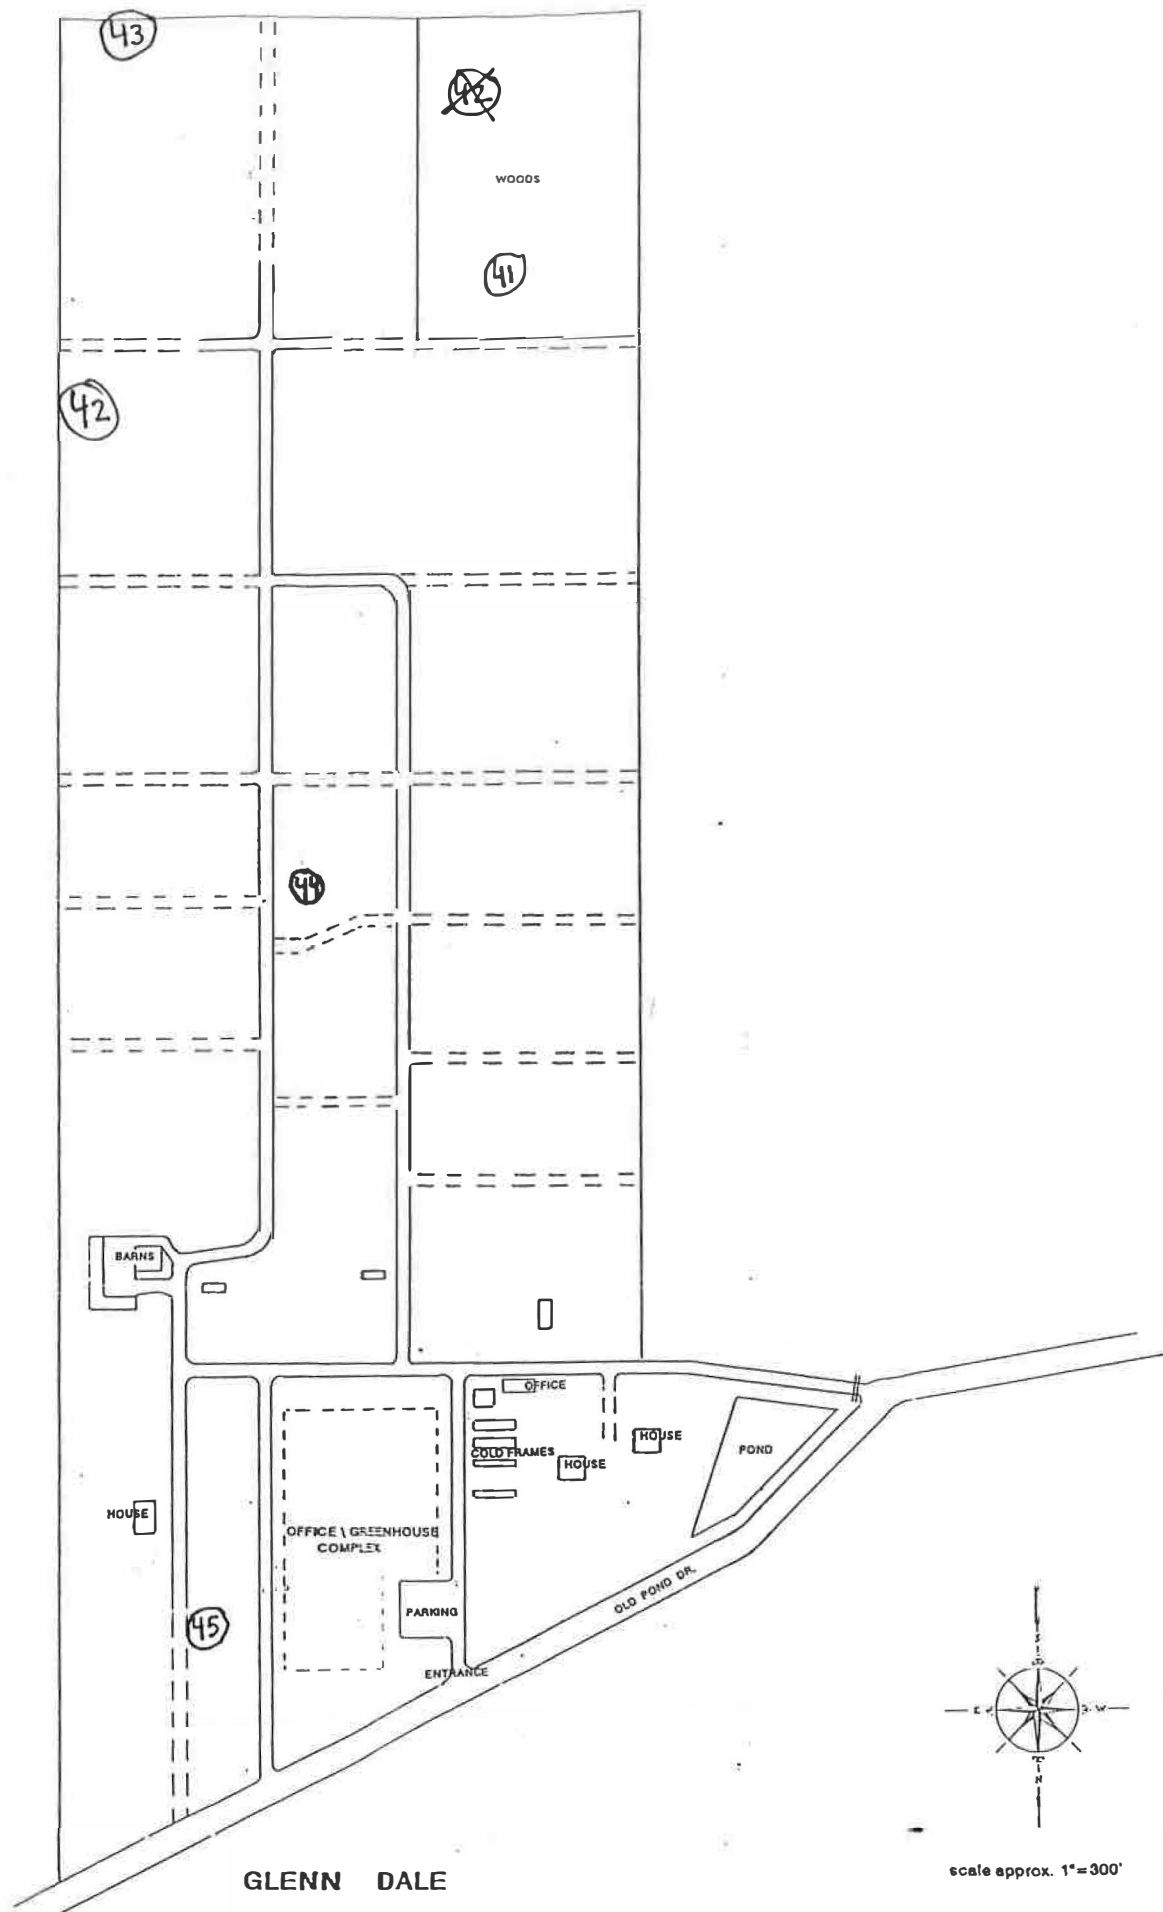 43
42
WOODS
41
42
44
BARNS
OFFICE
HOUSE
COLD FRAMES
HOUSE
POND
HOUSE
OFFICE \ GREENHOUSE
COMPLEX
OLD POND DR.
PARKING
45
ENTRANCE
S
E
W
N
GLENN DALE
scale approx. 1"=300'